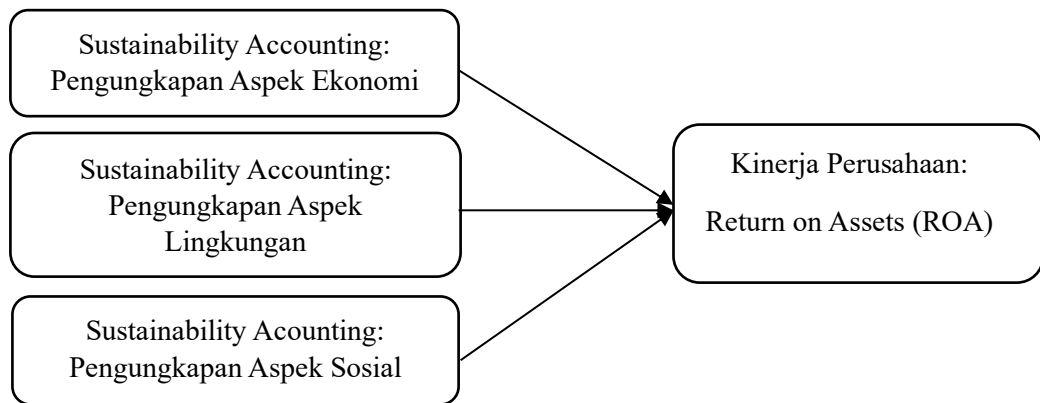 Sustainability Accounting:
Pengungkapan Aspek Ekonomi
Sustainability Accounting:
Pengungkapan Aspek
Lingkungan
Sustainability Acounting:
Pengungkapan Aspek Sosial
Kinerja Perusahaan:
Return on Assets (ROA)